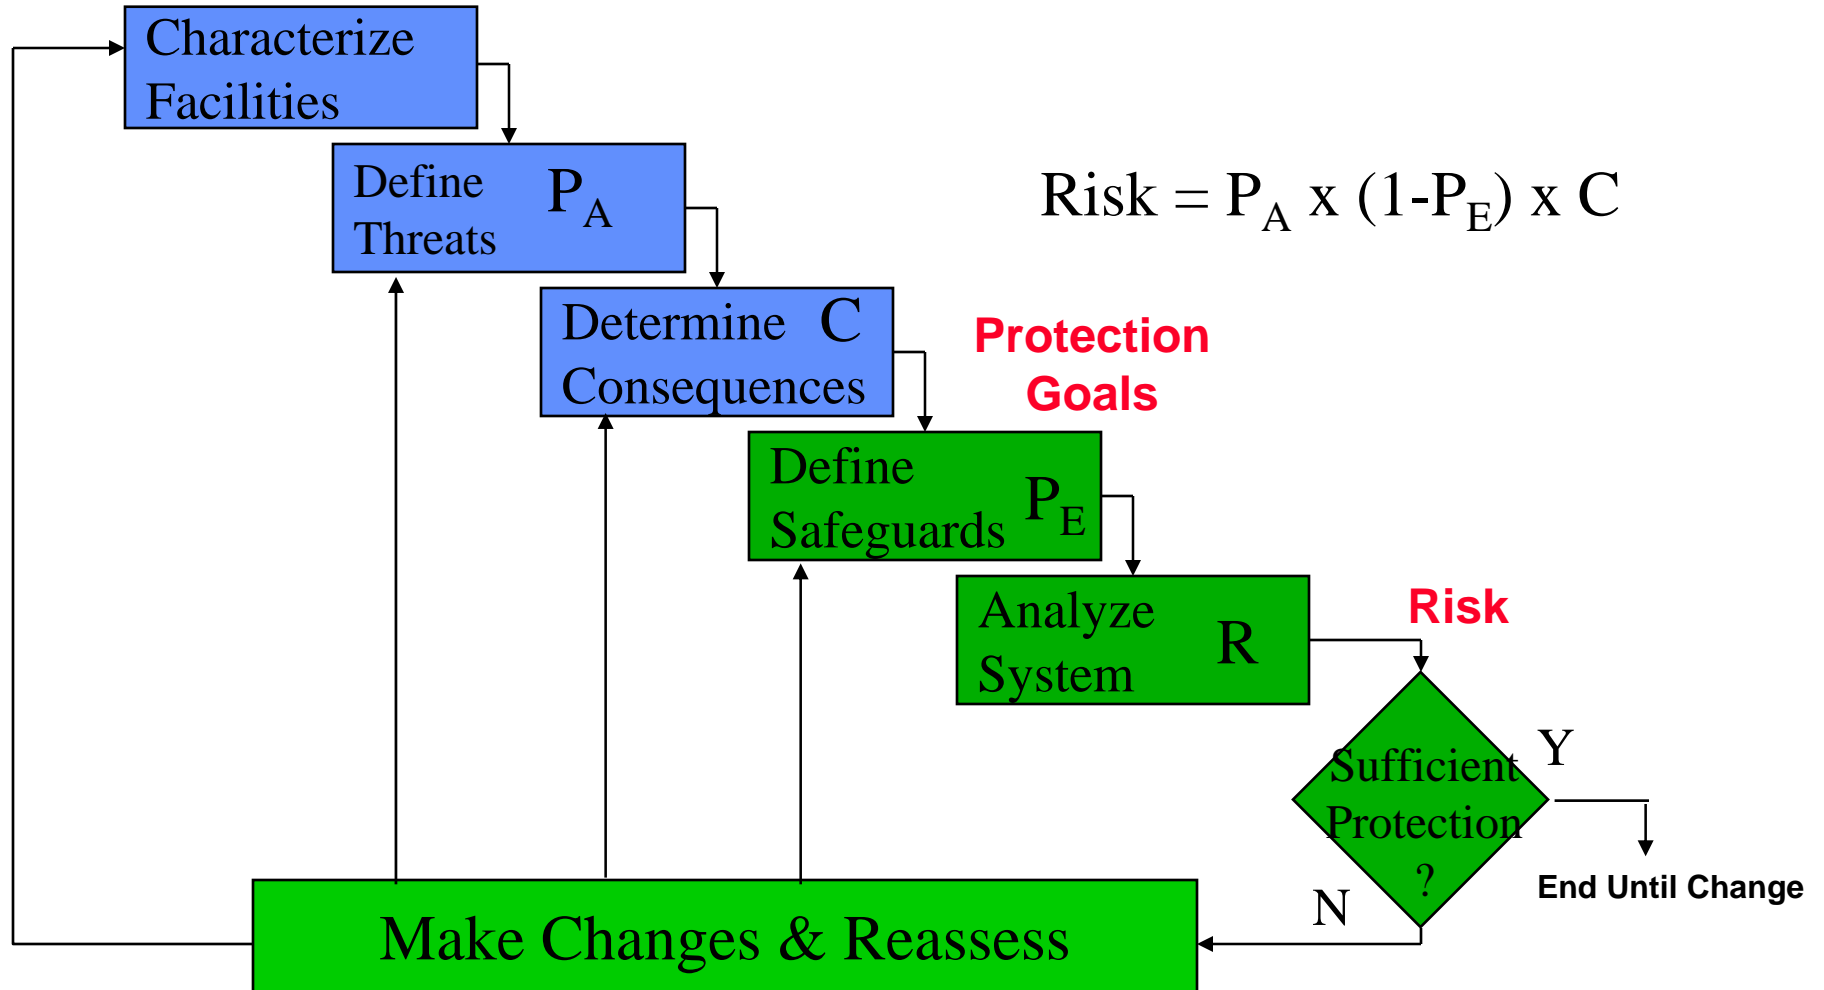 Characterize
Facilities
Define
Threats
P_A
Risk = P_A x (1-P_E) x C
Determine C
Consequences
Protection
Goals
Define
Safeguards
P_E
Analyze
System
R
Risk
Sufficient
Protection
?
Y
End Until Change
N
Make Changes & Reassess